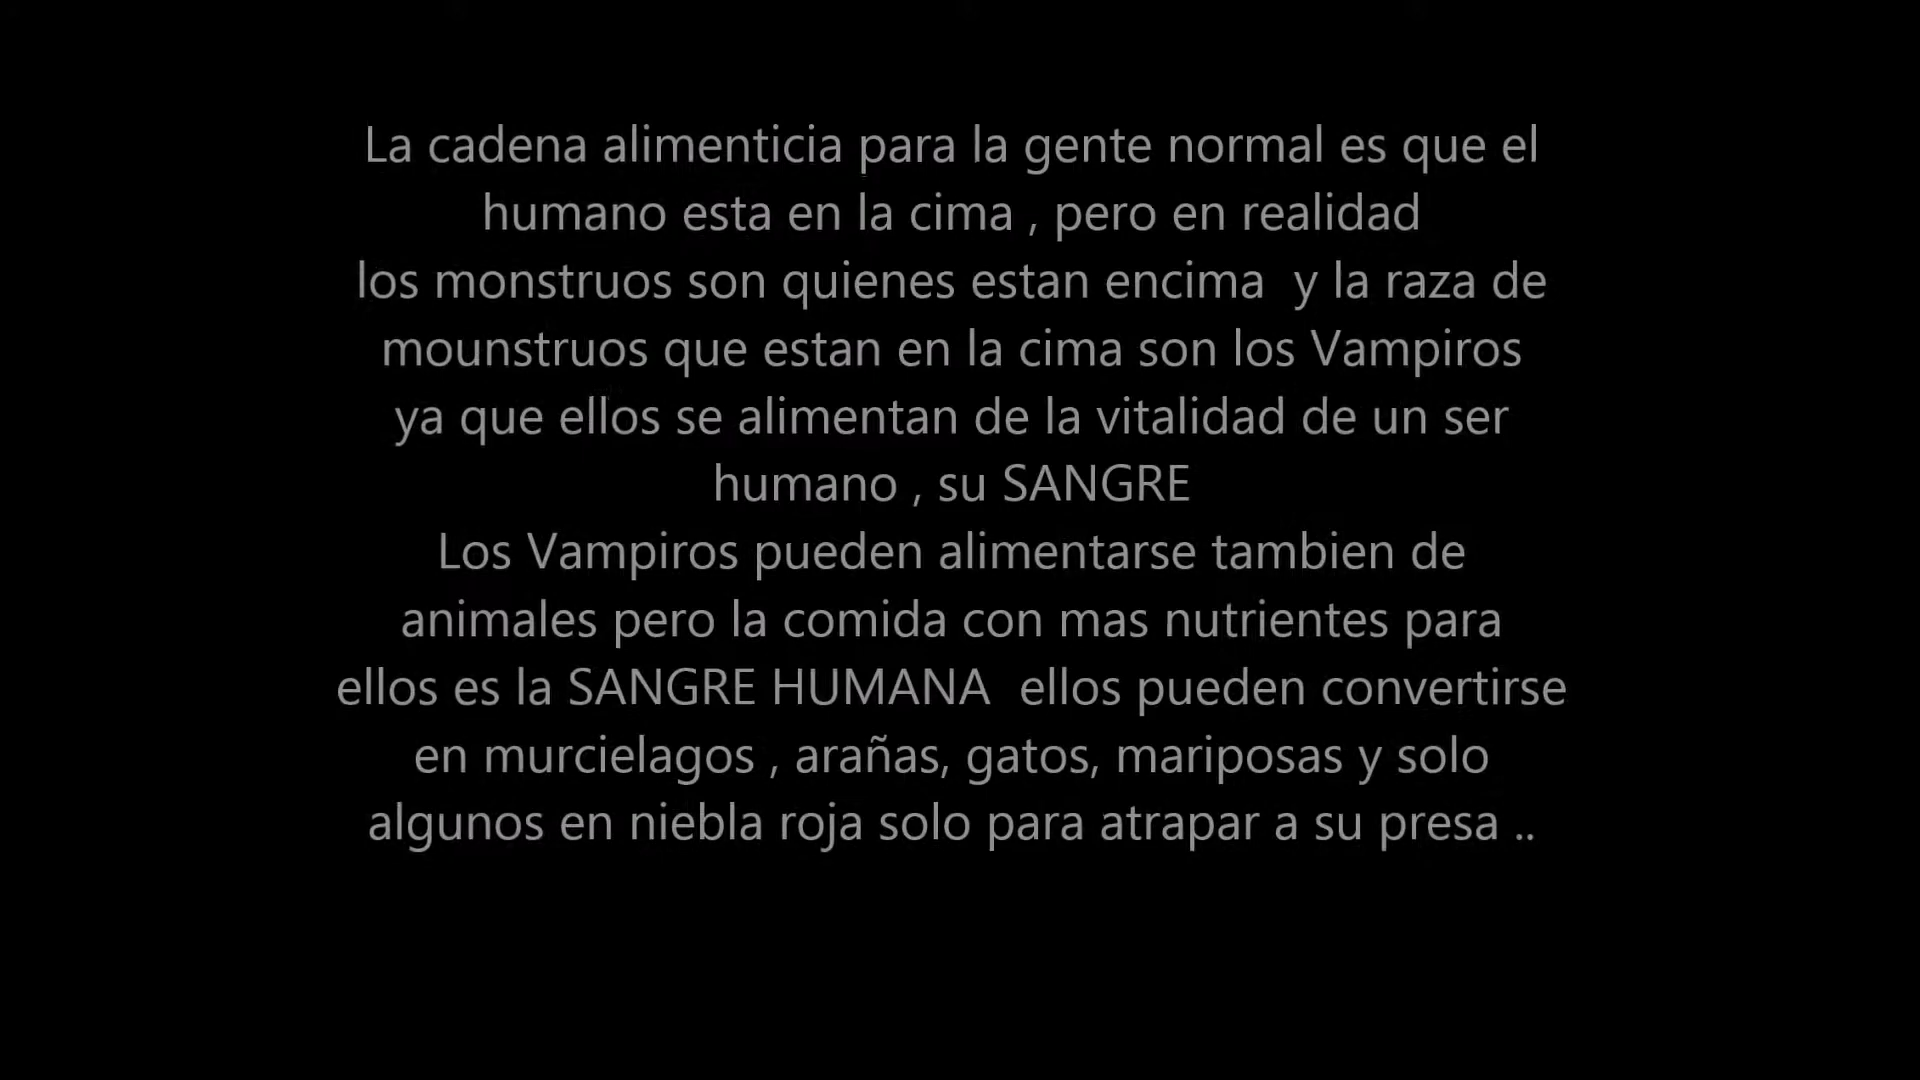 La cadena alimenticia para la gente normal es que el
humano esta en la cima , pero en realidad
los monstruos son quienes estan encima  y la raza de
mounstruos que estan en la cima son los Vampiros
ya que ellos se alimentan de la vitalidad de un ser
humano , su SANGRE
Los Vampiros pueden alimentarse tambien de
animales pero la comida con mas nutrientes para
ellos es la SANGRE HUMANA  ellos pueden convertirse
en murcielagos , arañas, gatos, mariposas y solo
algunos en niebla roja solo para atrapar a su presa ..